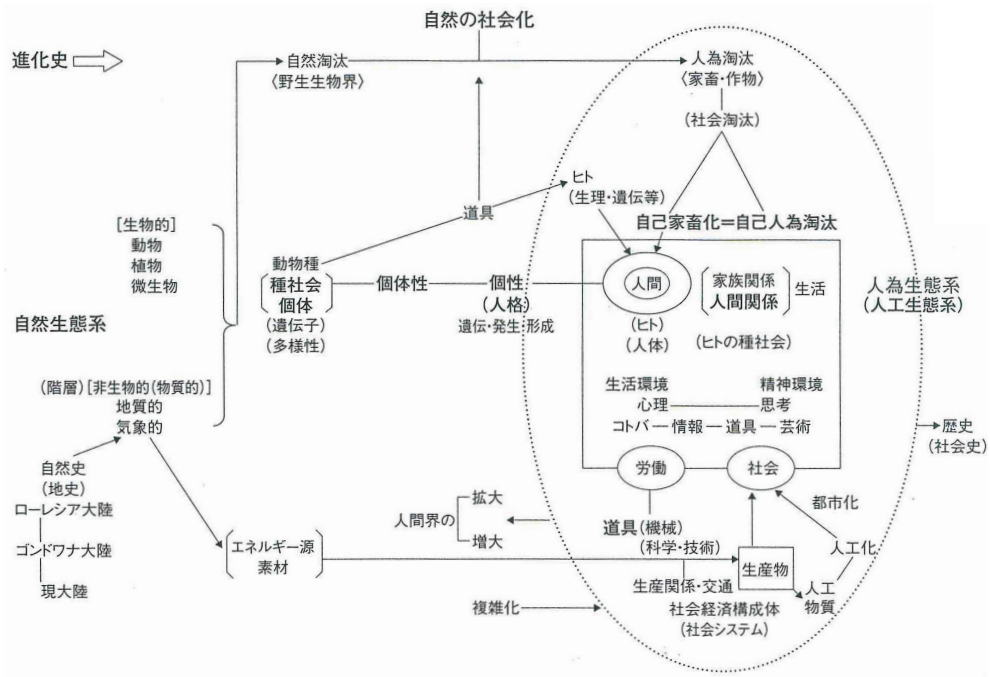 自然の社会化
進化史
自然淘汰
〈野生生物界〉
人為淘汰
〈家畜・作物〉
(社会淘汰)
ヒト
(生理・遺伝等)
道具
自己家畜化=自己人為淘汰
[生物的]
動物
植物
微生物
動物種
種社会
個体
(遺伝子)
(多様性)
個体性
個性
(人格)
遺伝・発生・形成
人間
(ヒト)
(人体)
家族関係
人間関係
生活
(ヒトの種社会)
人為生態系
(人工生態系)
自然生態系
(階層)[非生物的(物質的)]
地質的
気象的
生活環境
心理
精神環境
思考
コトバ―情報―道具―芸術
労働
社会
歴史
(社会史)
自然史
(地史)
ローレシア大陸
ゴンドワナ大陸
現大陸
人間界の
拡大
増大
エネルギー源
素材
道具(機械)
(科学・技術)
生産関係・交通
社会経済構成体
(社会システム)
生産物
都市化
人工化
人工
物質
複雑化